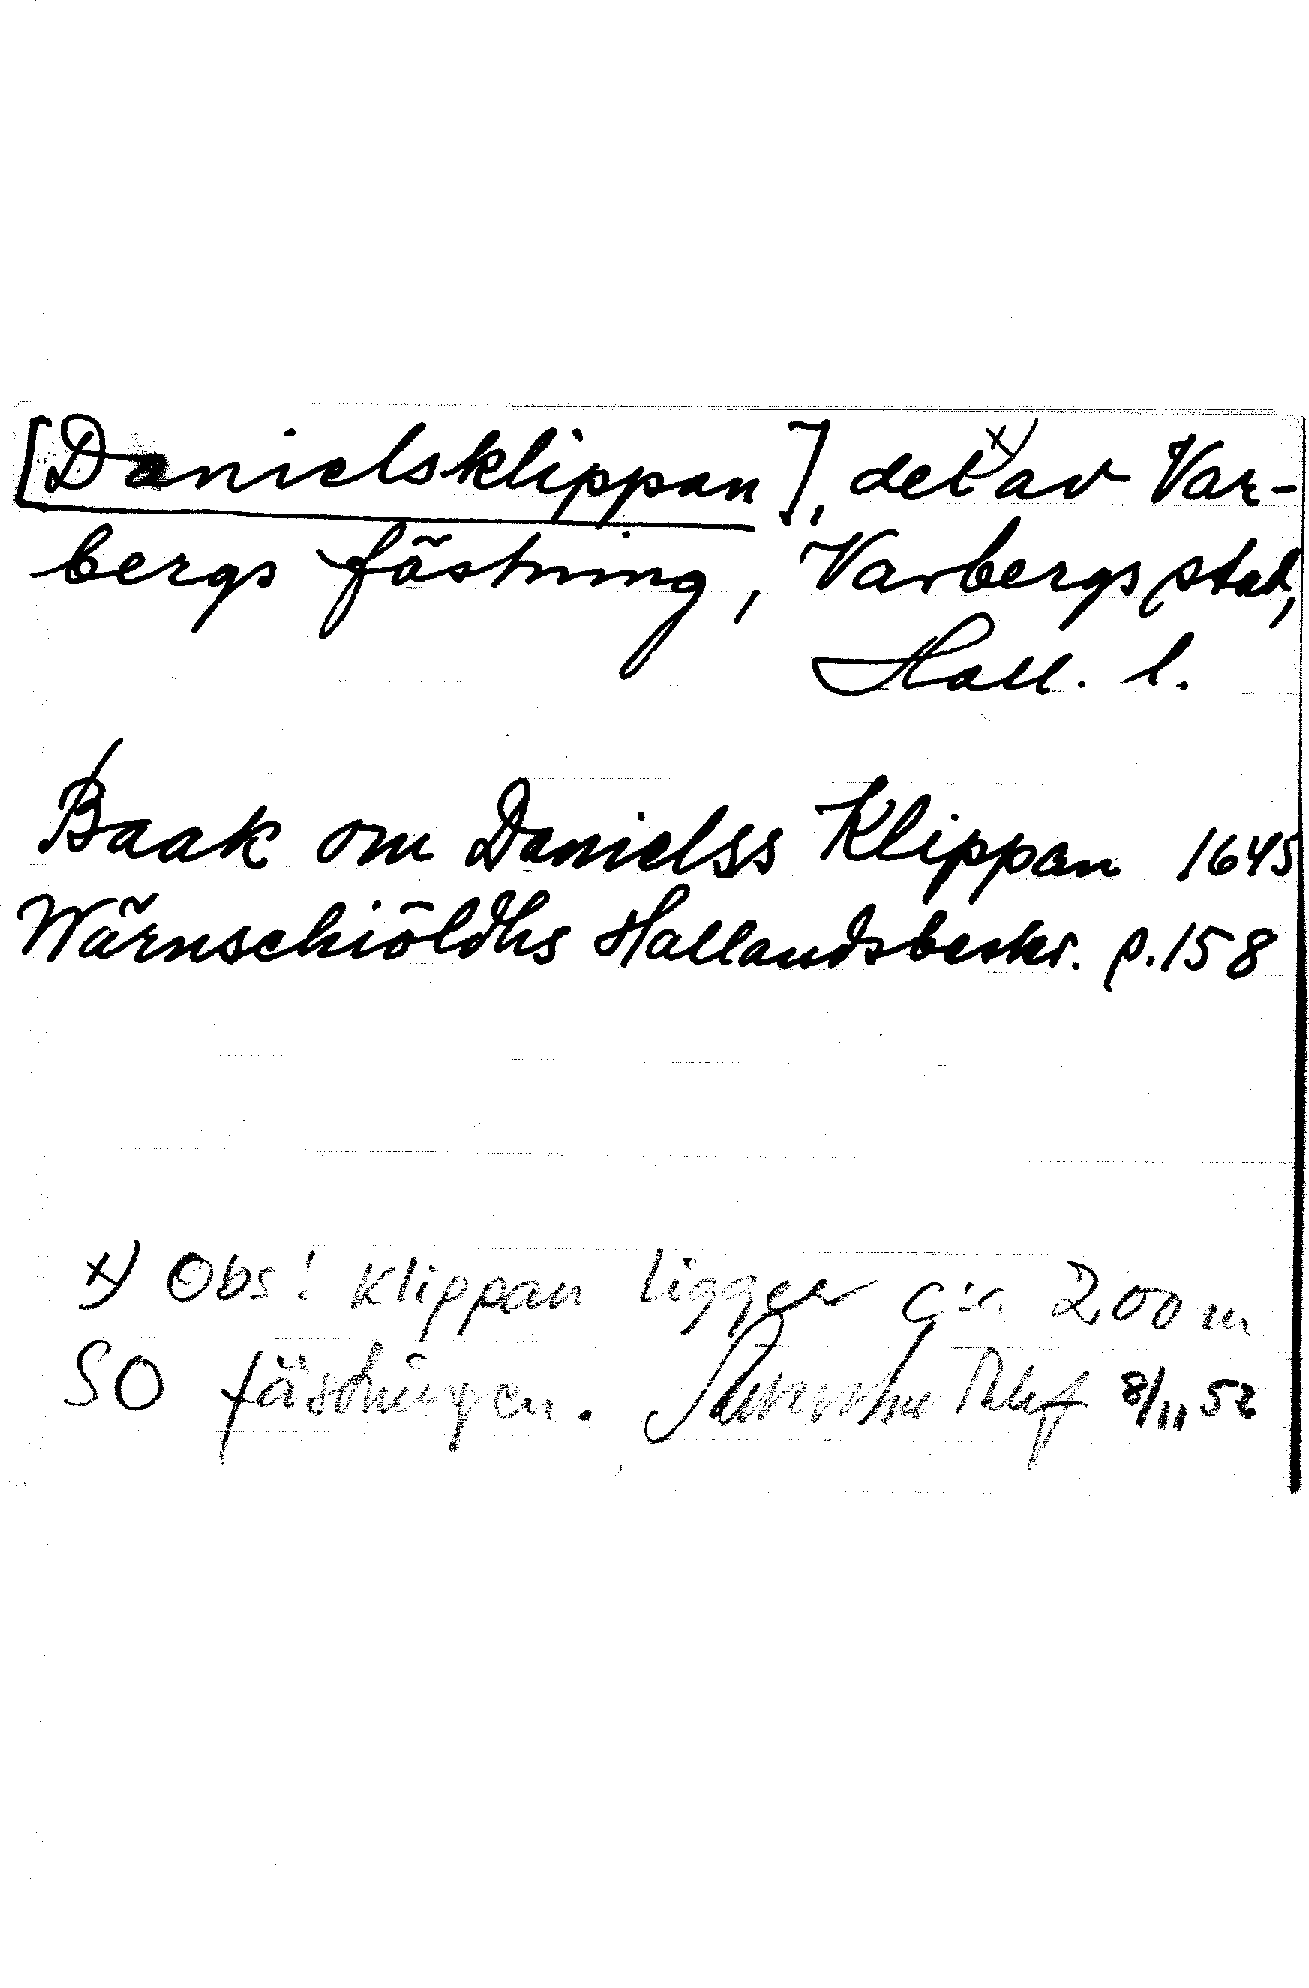 [Danielsklippan], del x) av Var-
bergs fästning, Varbergs stad,
Hall. l.
Baak om Danielss Klippan 1645
Wärnschiöldhs Hallandsbeskr. p.158
x) Obs! Klippan ligger c:a 200 m
SO fästningen. 8/11 52